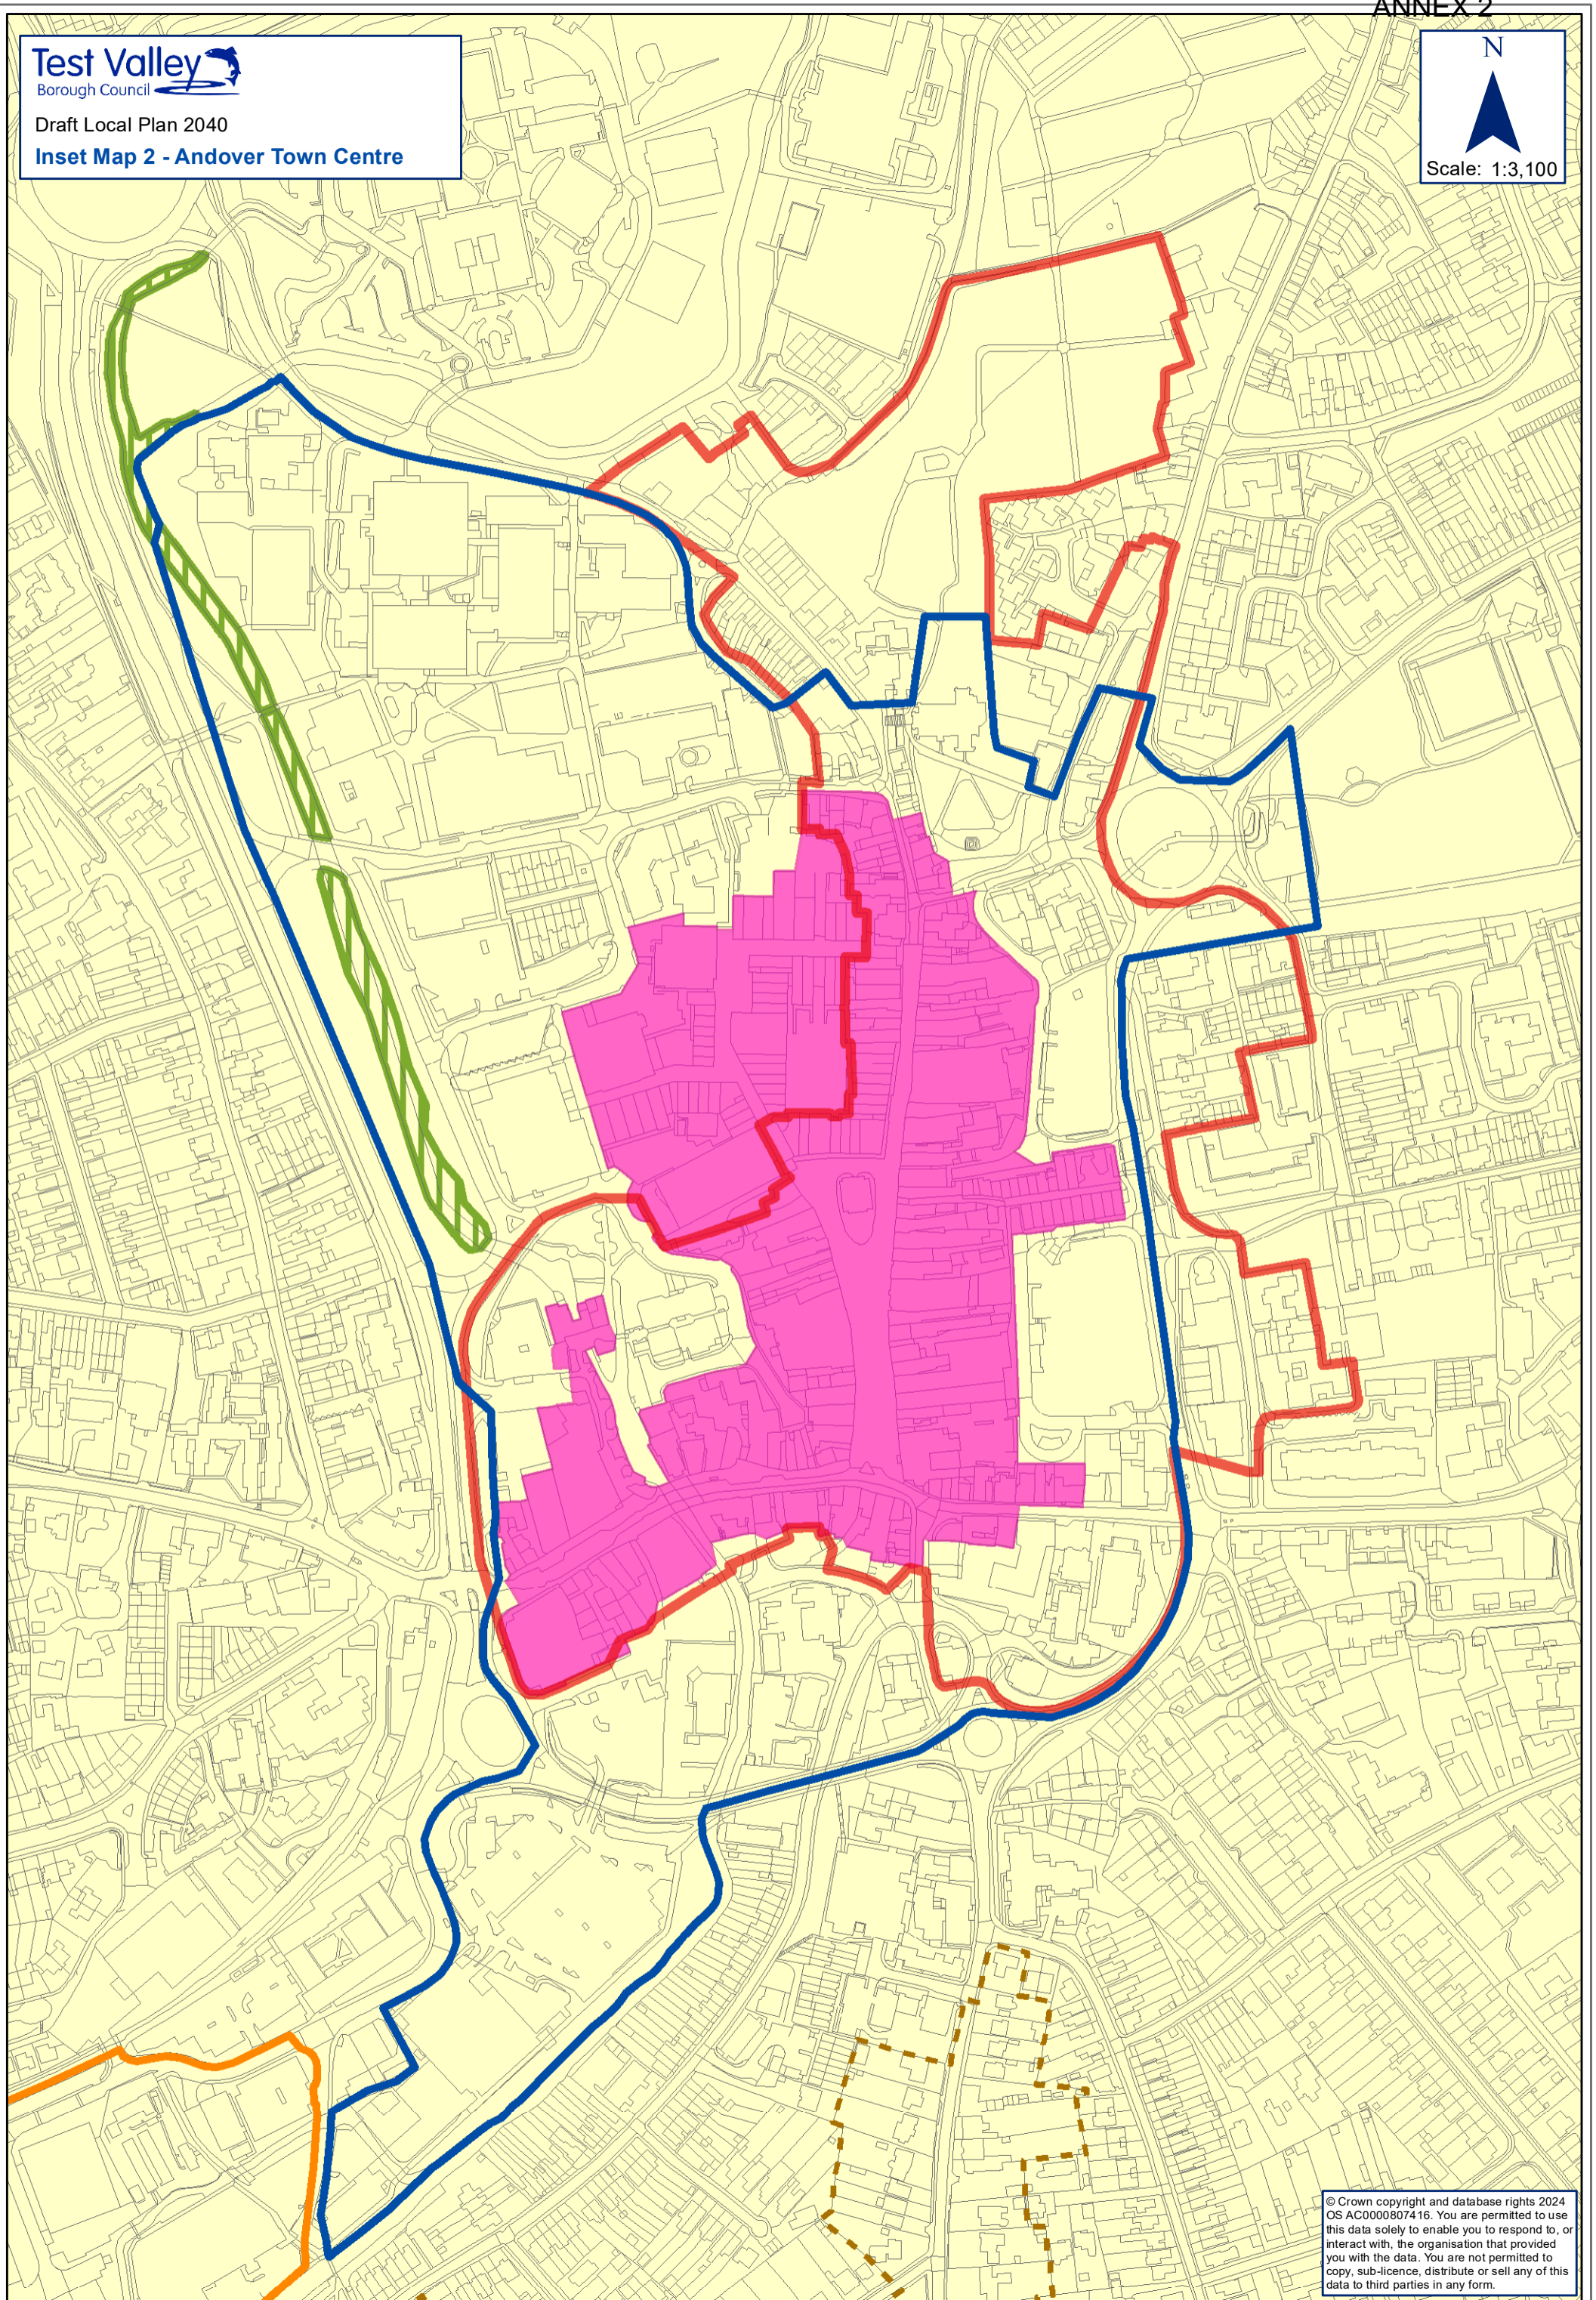 ANNEX 2
Test Valley
Borough Council
Draft Local Plan 2040
Inset Map 2 - Andover Town Centre
N
Scale: 1:3,100
© Crown copyright and database rights 2024
OS AC0000807416. You are permitted to use
this data solely to enable you to respond to, or
interact with, the organisation that provided
you with the data. You are not permitted to
copy, sub-licence, distribute or sell any of this
data to third parties in any form.